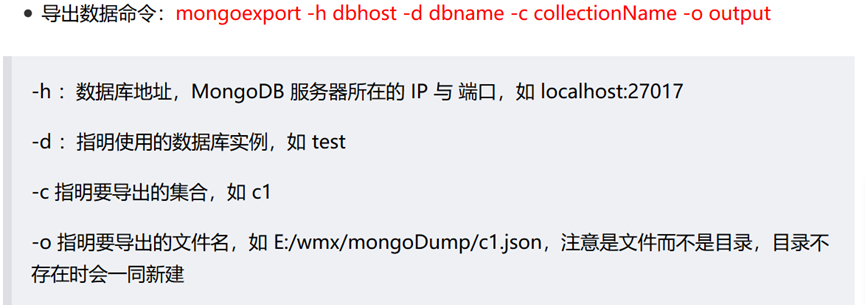 导出数据命令：mongoexport -h dbhost -d dbname -c collectionName -o output
-h ：数据库地址，MongoDB 服务器所在的 IP 与 端口，如 localhost:27017
-d ：指明使用的数据库实例，如 test
-c 指明要导出的集合，如 c1
-o 指明要导出的文件名，如 E:/wmx/mongoDump/c1.json，注意是文件而不是目录，目录不
存在时会一同新建